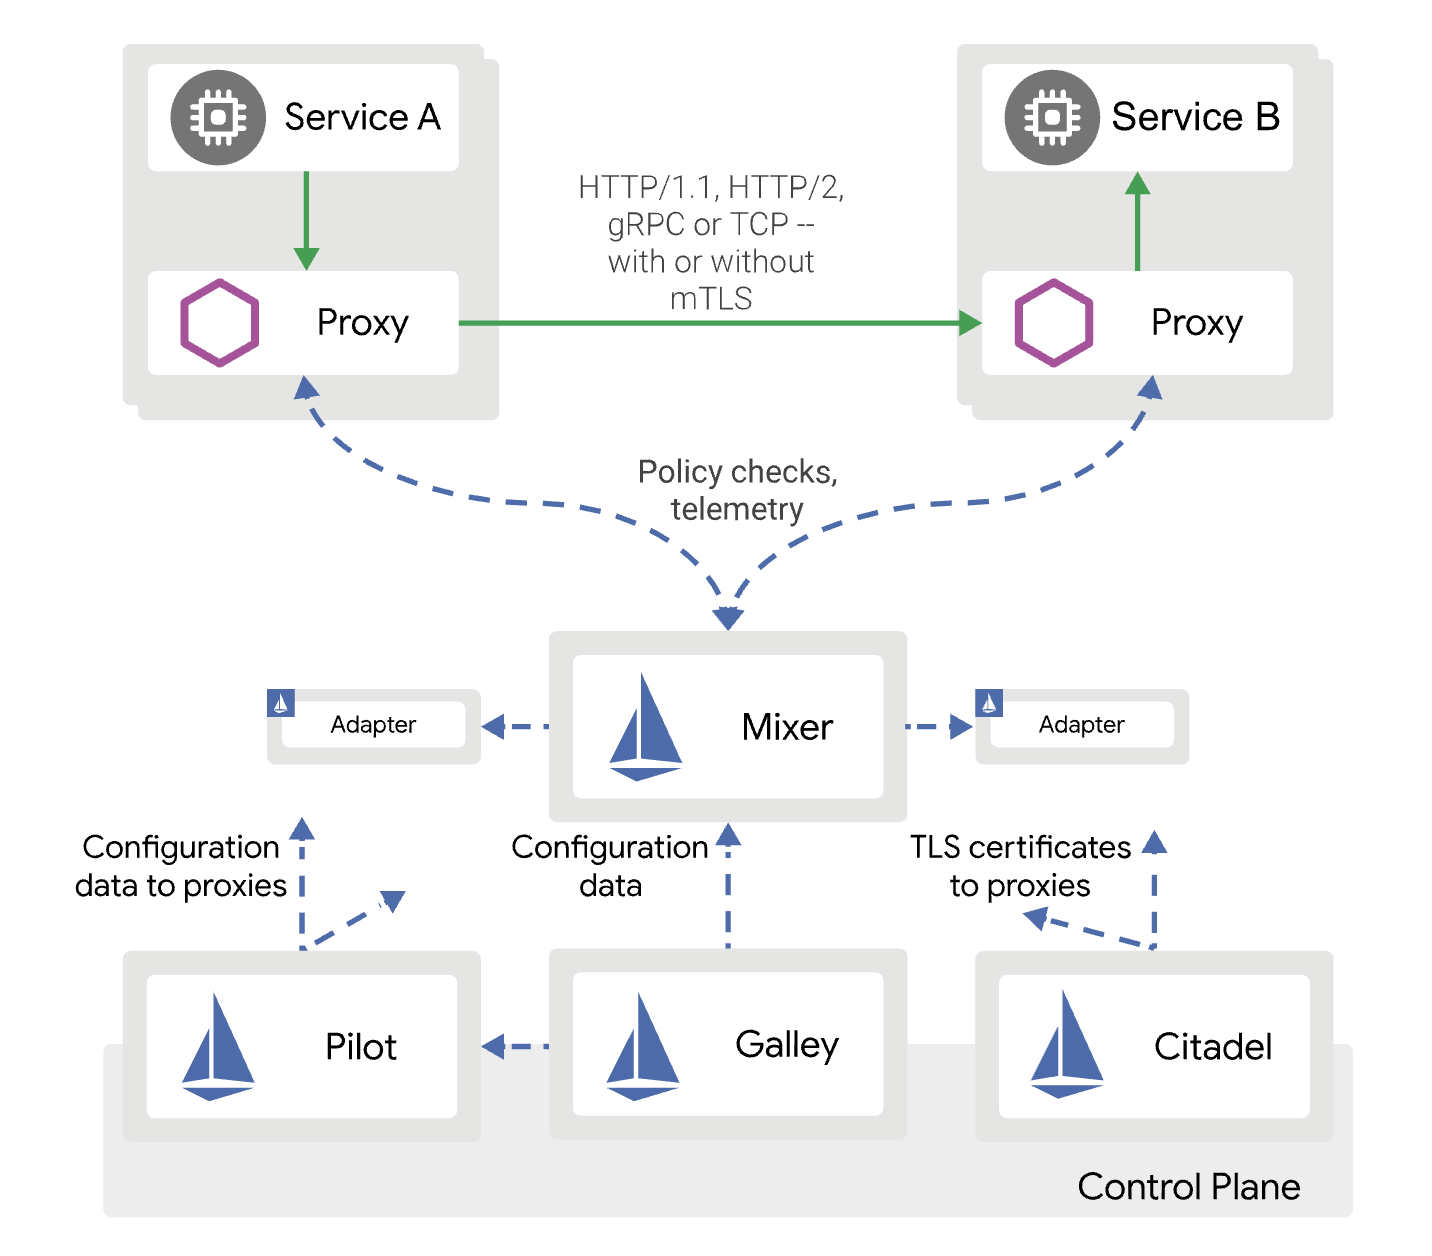 Service A
Service B
HTTP/1.1, HTTP/2,
gRPC or TCP --
with or without
mTLS
Proxy
Proxy
Policy checks,
telemetry
Adapter
Mixer
Adapter
Configuration
data to proxies
Configuration
data
TLS certificates
to proxies
Pilot
Galley
Citadel
Control Plane